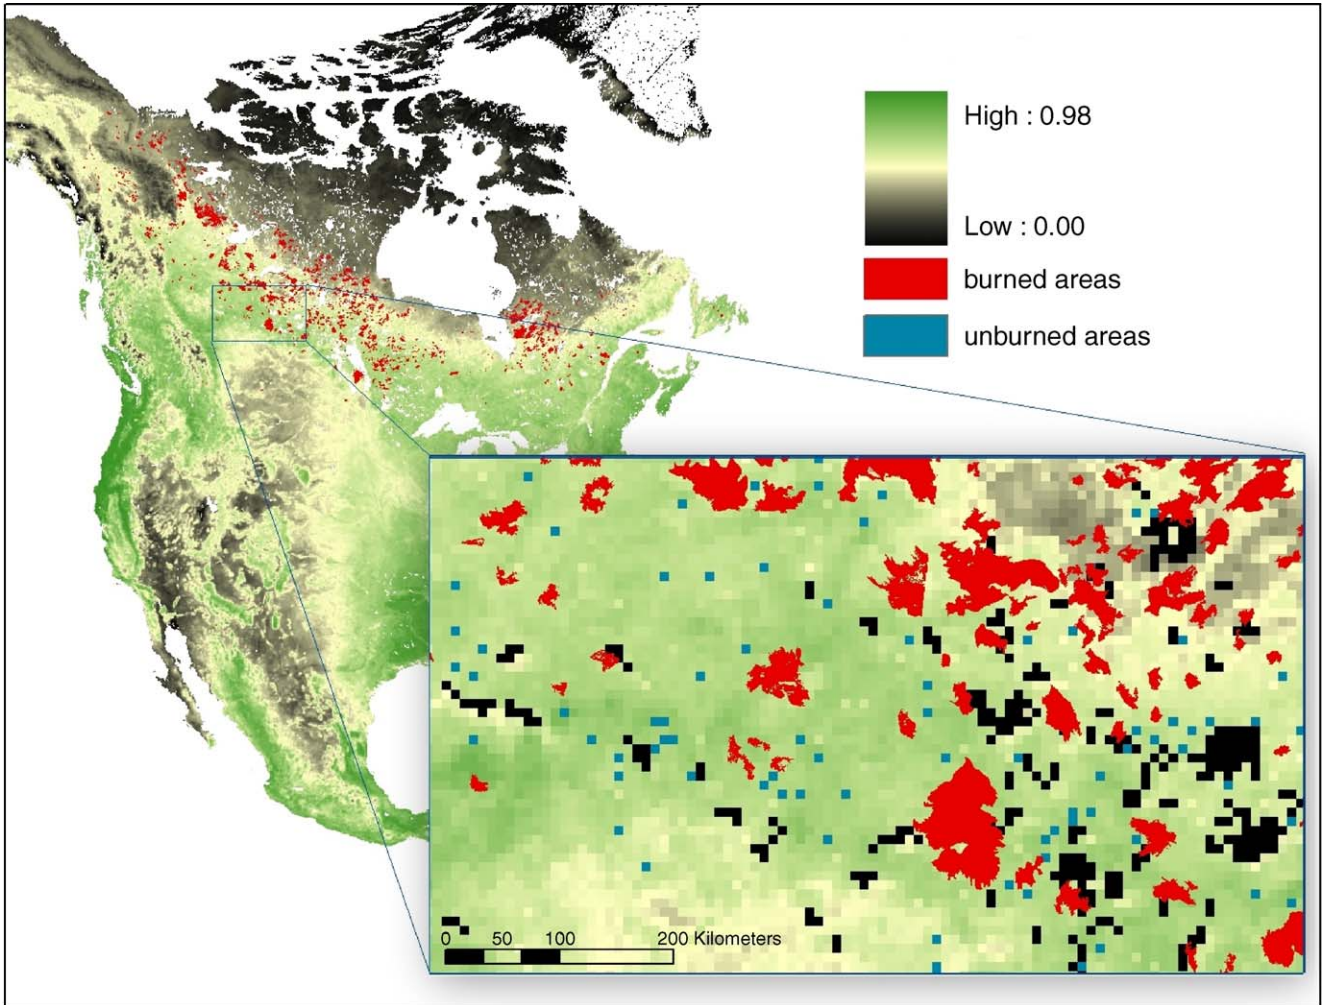 High : 0.98
Low : 0.00
burned areas
unburned areas
0 50 100 200 Kilometers